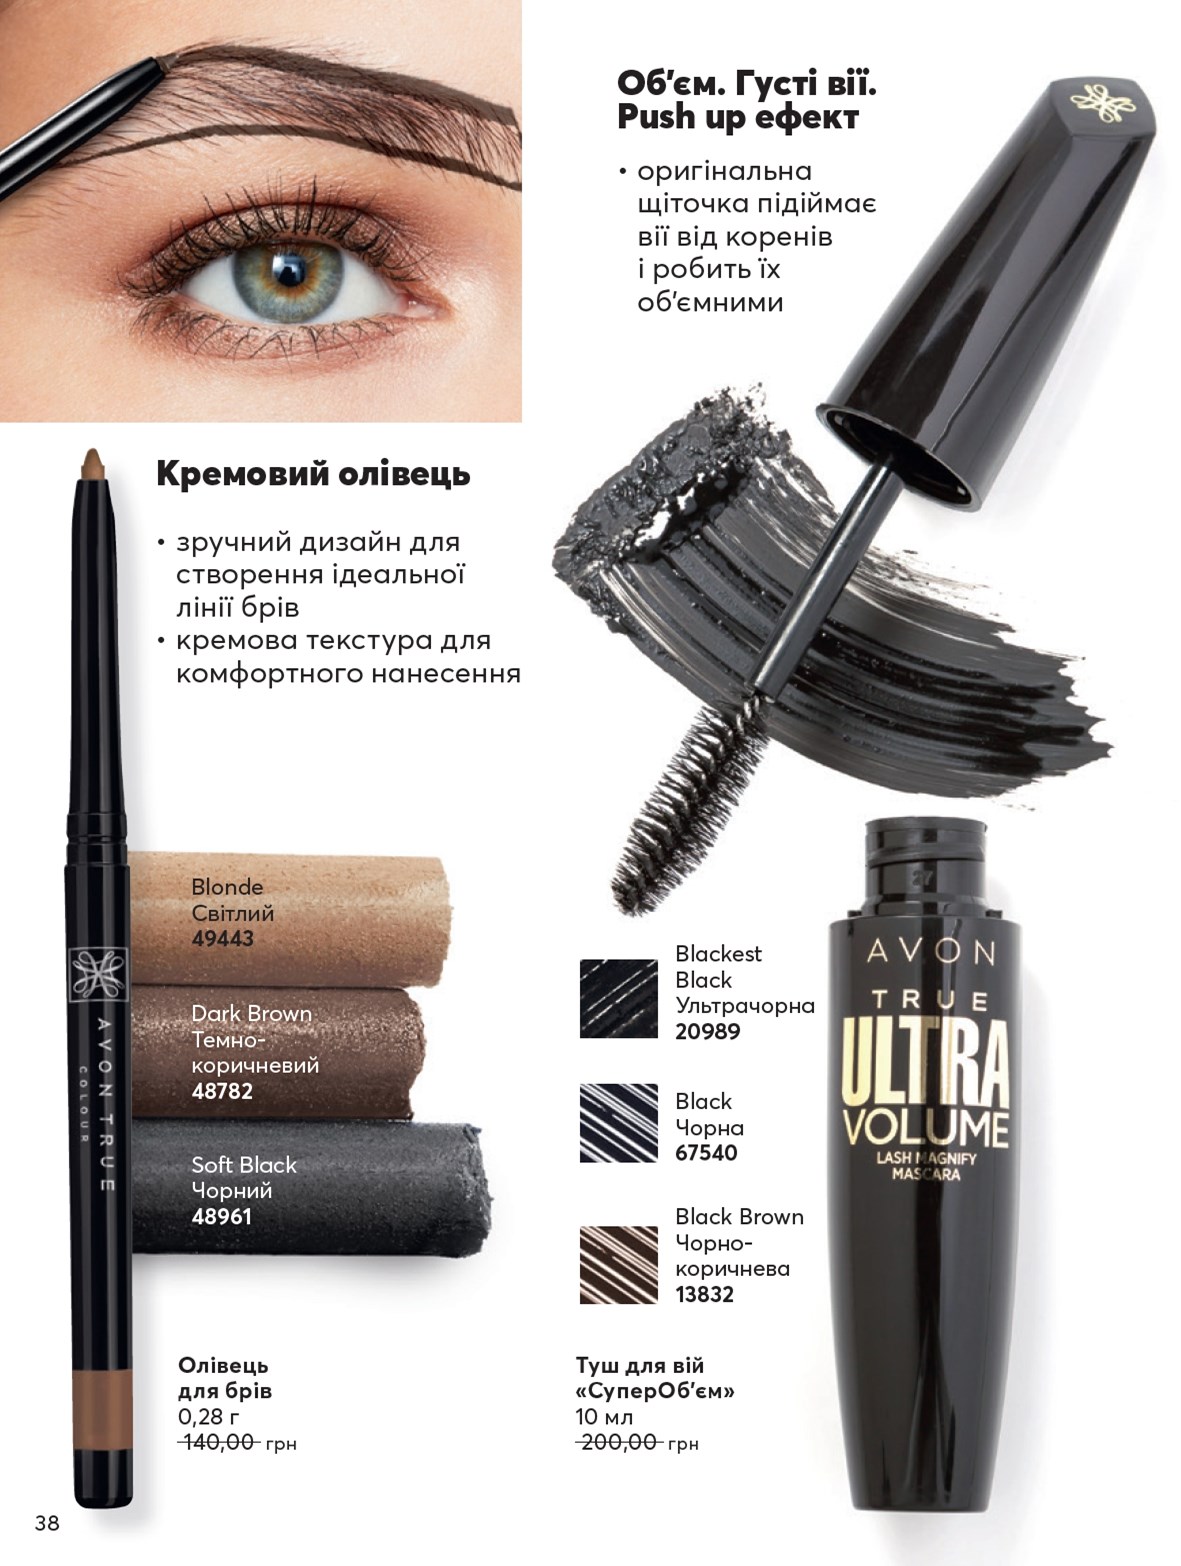 Об'єм. Густі вії.
Push up ефект
• оригінальна
щіточка підіймає
вії від коренів
і робить їх
об'ємними
Кремовий олівець
• зручний дизайн для
створення ідеальної
лінії брів
• кремова текстура для
комфортного нанесення
Blonde
Світлий
49443
Dark Brown
Темно-
коричневий
48782
Soft Black
Чорний
48961
AVON TRUE
COLOUR
Олівець
для брів
0,28 г
140,00 грн
Blackest
Black
Ультрачорна
20989
Black
Чорна
67540
Black Brown
Чорно-
коричнева
13832
Туш для вій
«СуперОб'єм»
10 мл
200,00 грн
27
AVON
TRUE
ULTRA
VOLUME
LASH MAGNIFY
MASCARA
38